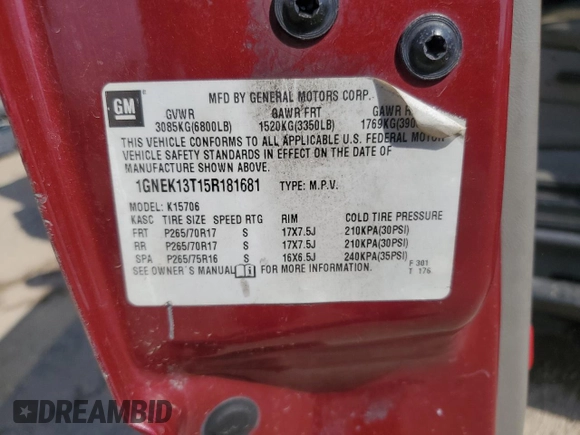 GM
MFD BY GENERAL MOTORS CORP.
GVWR GAWR FRT GAWR R
3085KG(6800LB) 1520KG(3350LB) 1769KG(390
THIS VEHICLE CONFORMS TO ALL APPLICABLE U.S. FEDERAL MOTOR
VEHICLE SAFETY STANDARDS IN EFFECT ON THE DATE OF
MANUFACTURE SHOWN ABOVE.
1GNEK13T15R181681 TYPE: M.P.V.
MODEL: K15706
KASC TIRE SIZE SPEED RTG RIM COLD TIRE PRESSURE
FRT P265/70R17 S 17X7.5J 210KPA(30PSI)
RR P265/70R17 S 17X7.5J 210KPA(30PSI)
SPA P265/75R16 S 16X6.5J 240KPA(35PSI)
SEE OWNER'S MANUAL FOR MORE INFORMATION.
F 301
T 176
DREAMBID